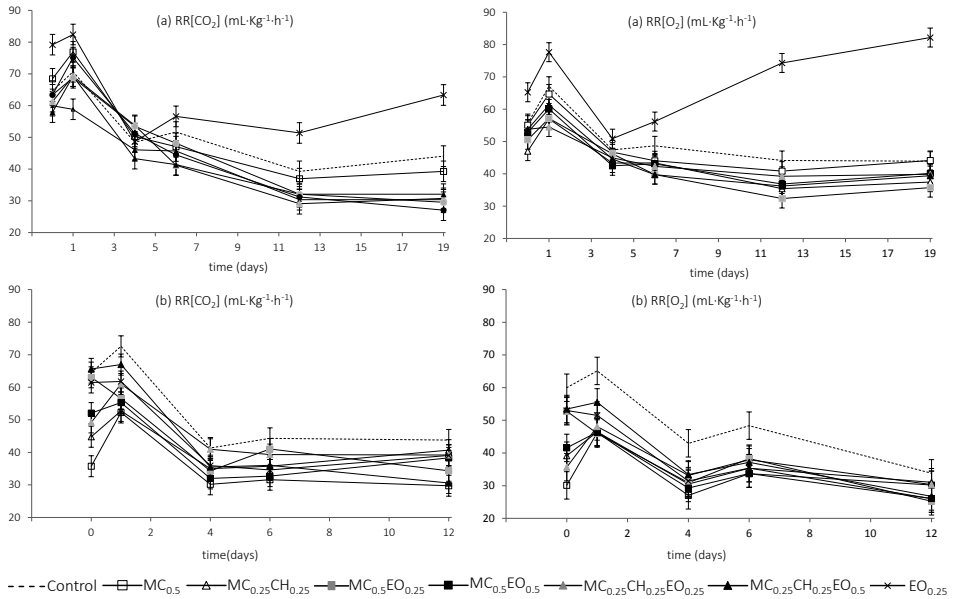 (a) RR[CO₂] (mL·Kg⁻¹·h⁻¹)
90
80
70
60
50
40
30
20
1 3 5 7 9 11 13 15 17 19
time (days)
(a) RR[O₂] (mL·Kg⁻¹·h⁻¹)
90
80
70
60
50
40
30
20
1 3 5 7 9 11 13 15 17 19
time (days)
(b) RR[CO₂] (mL·Kg⁻¹·h⁻¹)
90
80
70
60
50
40
30
20
0 2 4 6 8 10 12
time(days)
(b) RR[O₂] (mL·Kg⁻¹·h⁻¹)
90
80
70
60
50
40
30
20
0 2 4 6 8 10 12
time (days)
Control MC₀.₅ MC₀.₂₅CH₀.₂₅ MC₀.₅EO₀.₂₅ MC₀.₅EO₀.₅ MC₀.₂₅CH₀.₂₅EO₀.₂₅ MC₀.₂₅CH₀.₂₅EO₀.₅ EO₀.₂₅